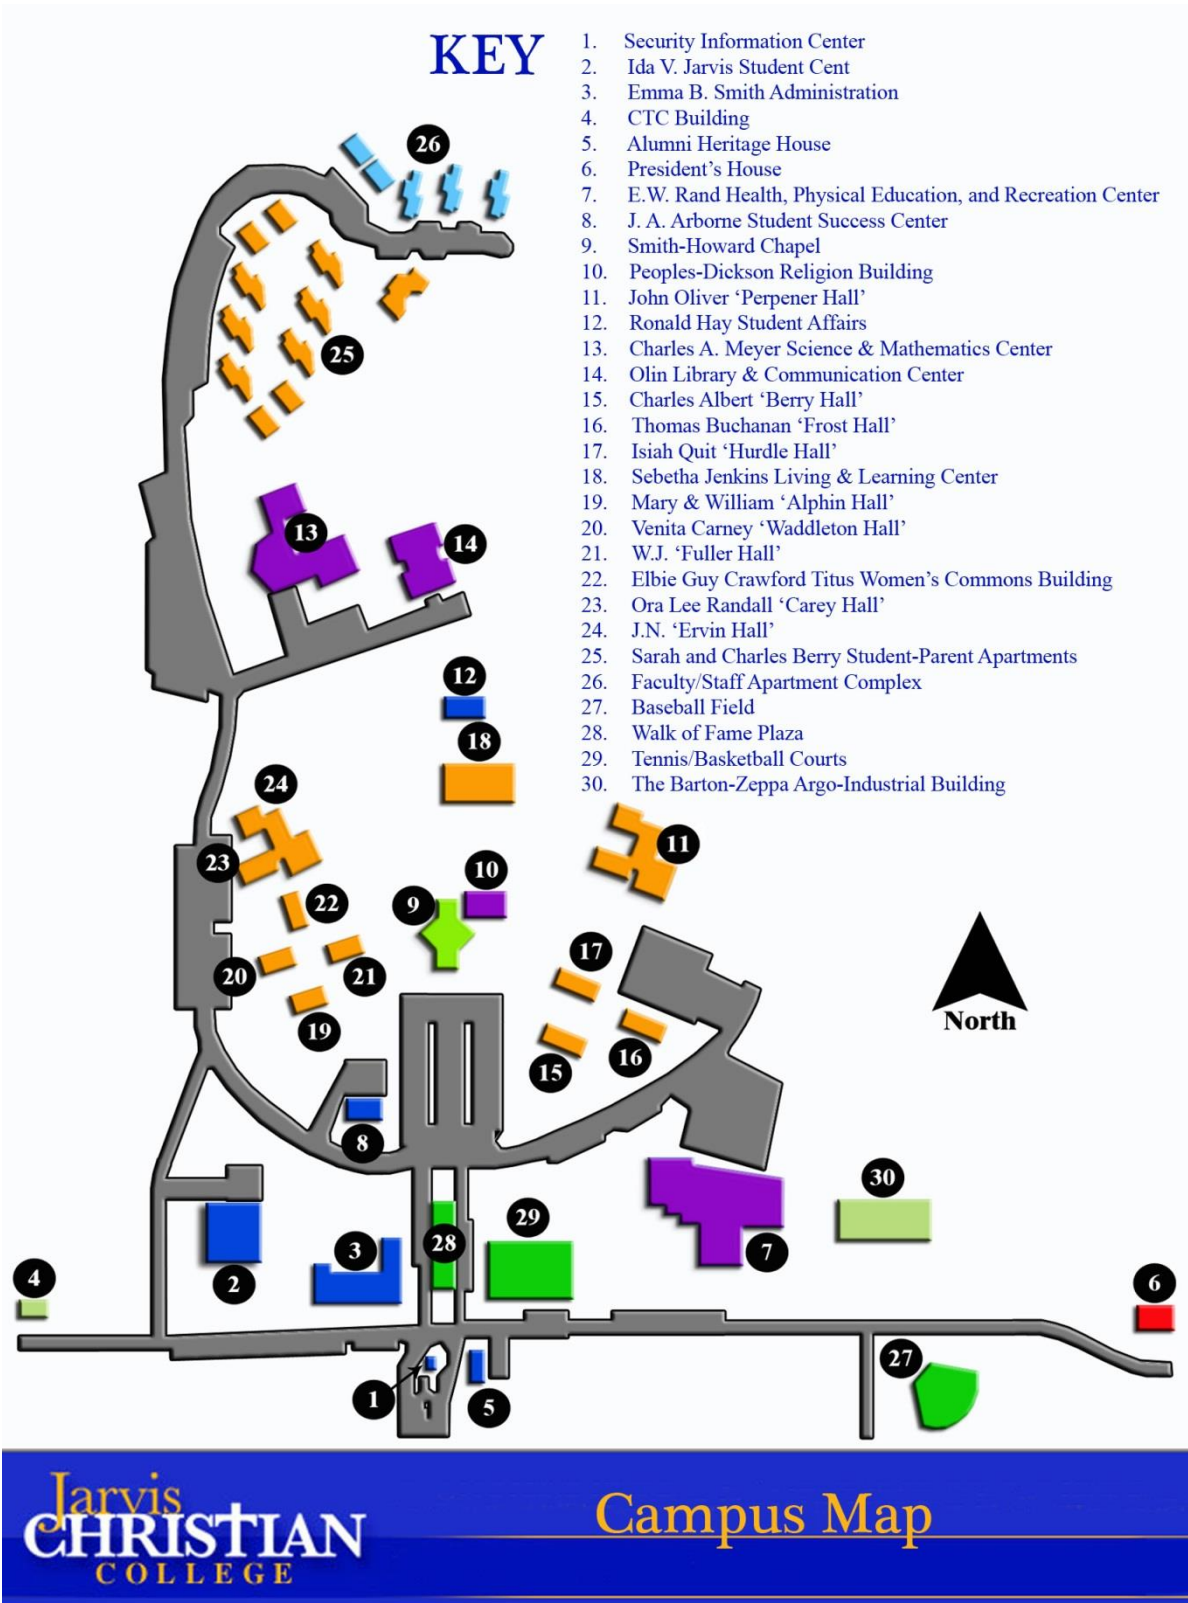 KEY
1. Security Information Center
2. Ida V. Jarvis Student Cent
3. Emma B. Smith Administration
4. CTC Building
5. Alumni Heritage House
6. President's House
7. E.W. Rand Health, Physical Education, and Recreation Center
8. J. A. Arborne Student Success Center
9. Smith-Howard Chapel
10. Peoples-Dickson Religion Building
11. John Oliver ‘Perpener Hall’
12. Ronald Hay Student Affairs
13. Charles A. Meyer Science & Mathematics Center
14. Olin Library & Communication Center
15. Charles Albert ‘Berry Hall’
16. Thomas Buchanan ‘Frost Hall’
17. Isiah Quit ‘Hurdle Hall’
18. Sebetha Jenkins Living & Learning Center
19. Mary & William ‘Alphin Hall’
20. Venita Carney ‘Waddleton Hall’
21. W.J. ‘Fuller Hall’
22. Elbie Guy Crawford Titus Women's Commons Building
23. Ora Lee Randall ‘Carey Hall’
24. J.N. ‘Ervin Hall’
25. Sarah and Charles Berry Student-Parent Apartments
26. Faculty/Staff Apartment Complex
27. Baseball Field
28. Walk of Fame Plaza
29. Tennis/Basketball Courts
30. The Barton-Zeppa Argo-Industrial Building
26
25
13
14
12
18
24
11
23
10
22
9
17
20
21
19
North
16
15
8
30
29
28
3
7
2
4
6
27
1
5
Jarvis
CHRISTIAN
COLLEGE
Campus Map